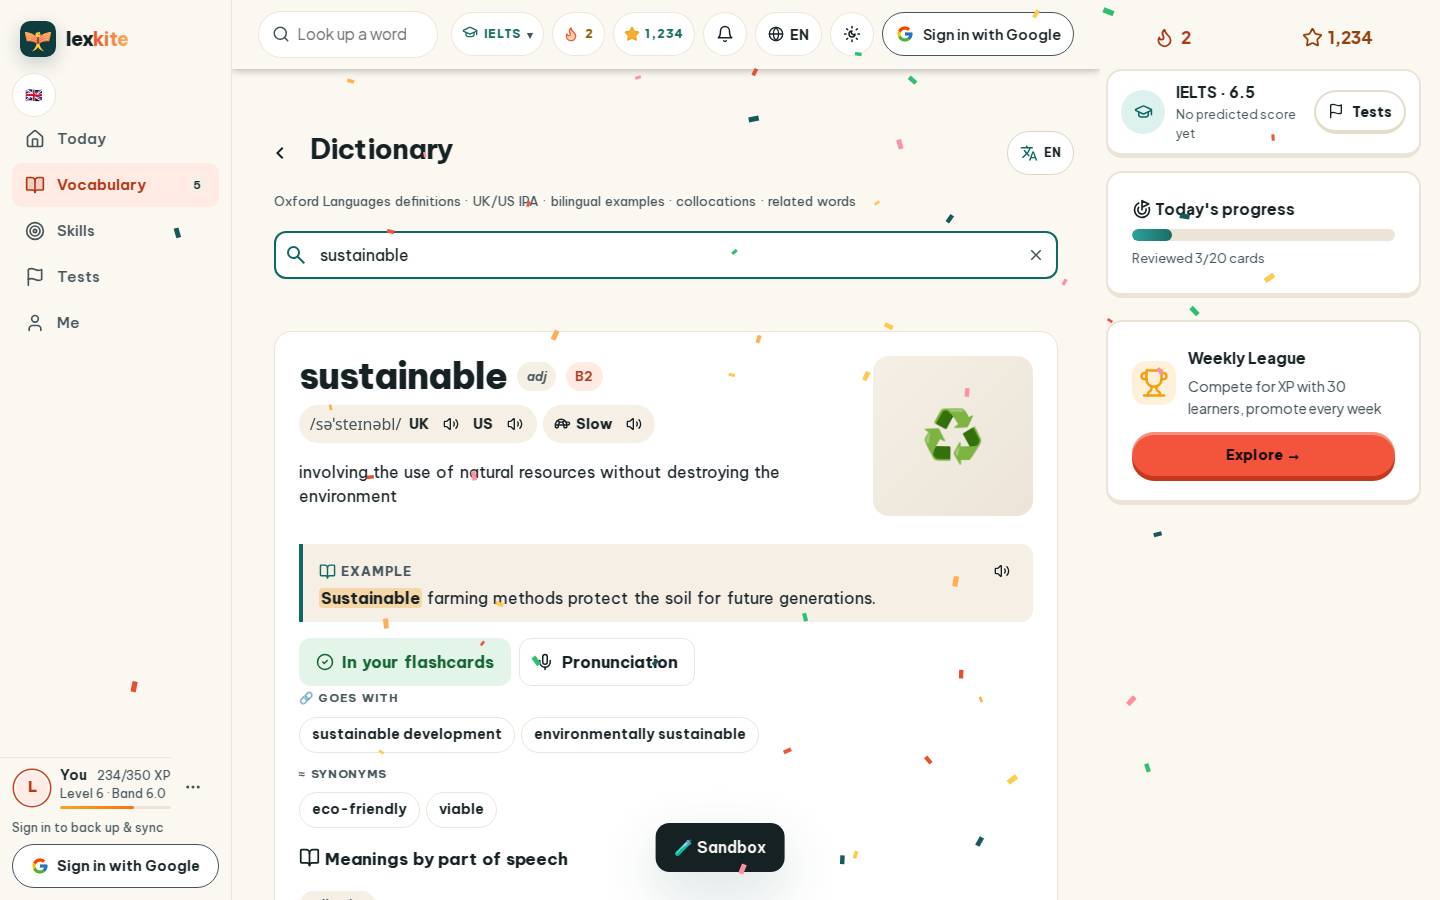 lexkite
Today
Vocabulary 5
Skills
Tests
Me
You 234/350 XP
Level 6 · Band 6.0
L
Sign in to back up & sync
Sign in with Google
Look up a word
IELTS ▾
2
1,234
EN
Sign in with Google
Dictionary
EN
Oxford Languages definitions · UK/US IPA · bilingual examples · collocations · related words
sustainable
sustainable adj B2
/səˈsteɪnəbl/ UK US Slow
involving the use of natural resources without destroying the
environment
EXAMPLE
Sustainable farming methods protect the soil for future generations.
In your flashcards
Pronunciation
GOES WITH
sustainable development
environmentally sustainable
≈ SYNONYMS
eco-friendly
viable
Meanings by part of speech
Sandbox
2
1,234
IELTS · 6.5
No predicted score
yet
Tests
Today's progress
Reviewed 3/20 cards
Weekly League
Compete for XP with 30
learners, promote every week
Explore →